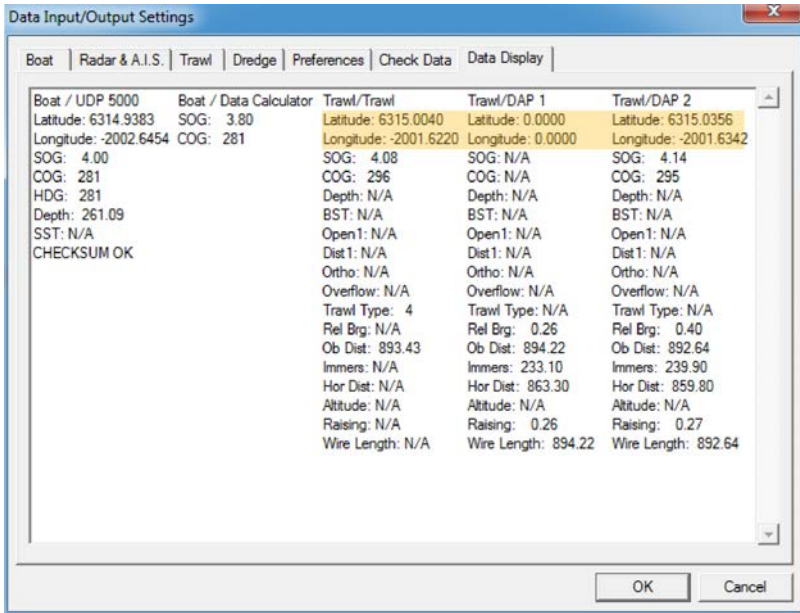 Data Input/Output Settings
Boat Radar & A.I.S. Trawl Dredge Preferences Check Data Data Display
Boat / UDP 5000 Boat / Data Calculator Trawl/Trawl Trawl/DAP 1 Trawl/DAP 2
Latitude: 6314.9383 SOG: 3.80 Latitude: 6315.0040 Latitude: 0.0000 Latitude: 6315.0356
Longitude: -2002.6454 COG: 281 Longitude: -2001.6220 Longitude: 0.0000 Longitude: -2001.6342
SOG: 4.00 SOG: 4.08 SOG: N/A SOG: 4.14
COG: 281 COG: 296 COG: N/A COG: 295
HDG: 281 Depth: N/A Depth: N/A Depth: N/A
Depth: 261.09 BST: N/A BST: N/A BST: N/A
SST: N/A Open1: N/A Open1: N/A Open1: N/A
CHECKSUM OK Dist1: N/A Dist1: N/A Dist1: N/A
Ortho: N/A Ortho: N/A Ortho: N/A
Overflow: N/A Overflow: N/A Overflow: N/A
Trawl Type: 4 Trawl Type: N/A Trawl Type: N/A
Rel Brg: N/A Rel Brg: 0.26 Rel Brg: 0.40
Ob Dist: 893.43 Ob Dist: 894.22 Ob Dist: 892.64
Immers: N/A Immers: 233.10 Immers: 239.90
Hor Dist: N/A Hor Dist: 863.30 Hor Dist: 859.80
Altitude: N/A Altitude: N/A Altitude: N/A
Raising: N/A Raising: 0.26 Raising: 0.27
Wire Length: N/A Wire Length: 894.22 Wire Length: 892.64
OK Cancel